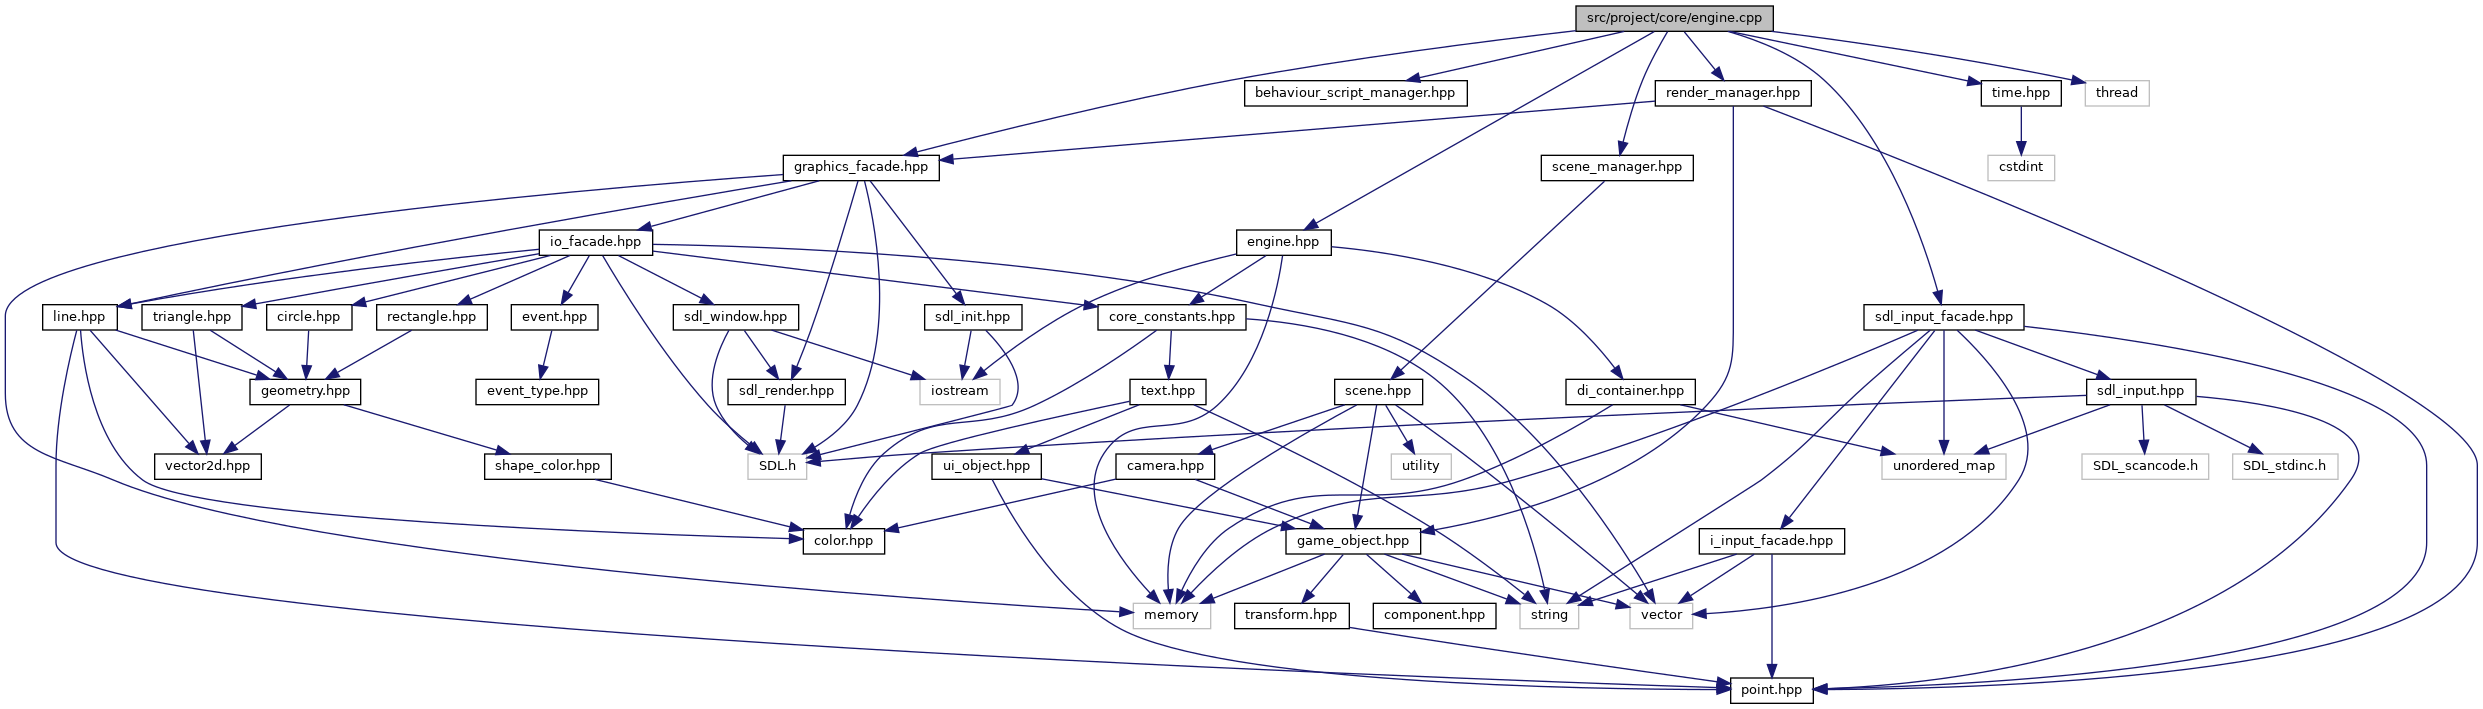 src/project/core/engine.cpp
behaviour_script_manager.hpp
render_manager.hpp
time.hpp
thread
graphics_facade.hpp
scene_manager.hpp
cstdint
io_facade.hpp
engine.hpp
line.hpp
triangle.hpp
circle.hpp
rectangle.hpp
event.hpp
sdl_window.hpp
sdl_init.hpp
core_constants.hpp
sdl_input_facade.hpp
geometry.hpp
event_type.hpp
sdl_render.hpp
iostream
text.hpp
scene.hpp
di_container.hpp
sdl_input.hpp
vector2d.hpp
shape_color.hpp
SDL.h
ui_object.hpp
camera.hpp
utility
unordered_map
SDL_scancode.h
SDL_stdinc.h
color.hpp
game_object.hpp
i_input_facade.hpp
memory
transform.hpp
component.hpp
string
vector
point.hpp